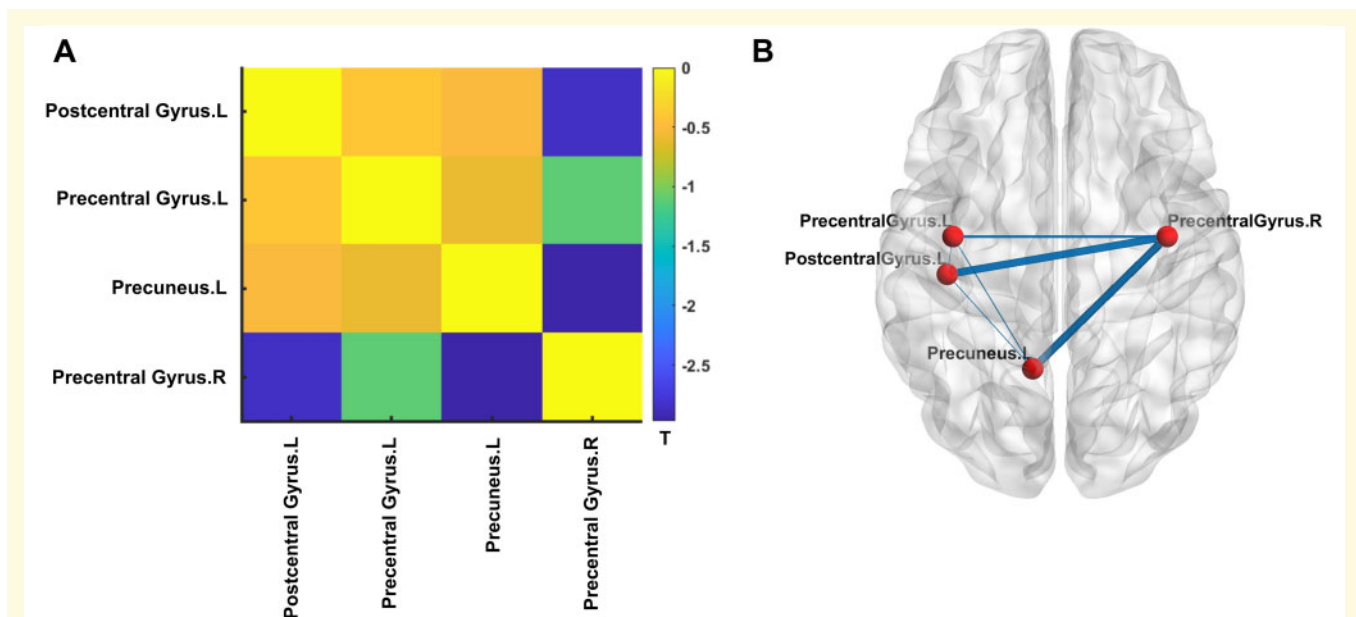 A
Postcentral Gyrus.L
Precentral Gyrus.L
Precuneus.L
Precentral Gyrus.R
0
-0.5
-1
-1.5
-2
-2.5
T
Postcentral Gyrus.L
Precentral Gyrus.L
Precuneus.L
Precentral Gyrus.R
B
PrecentralGyrus.L
PrecentralGyrus.R
PostcentralGyrus.L
Precuneus.L